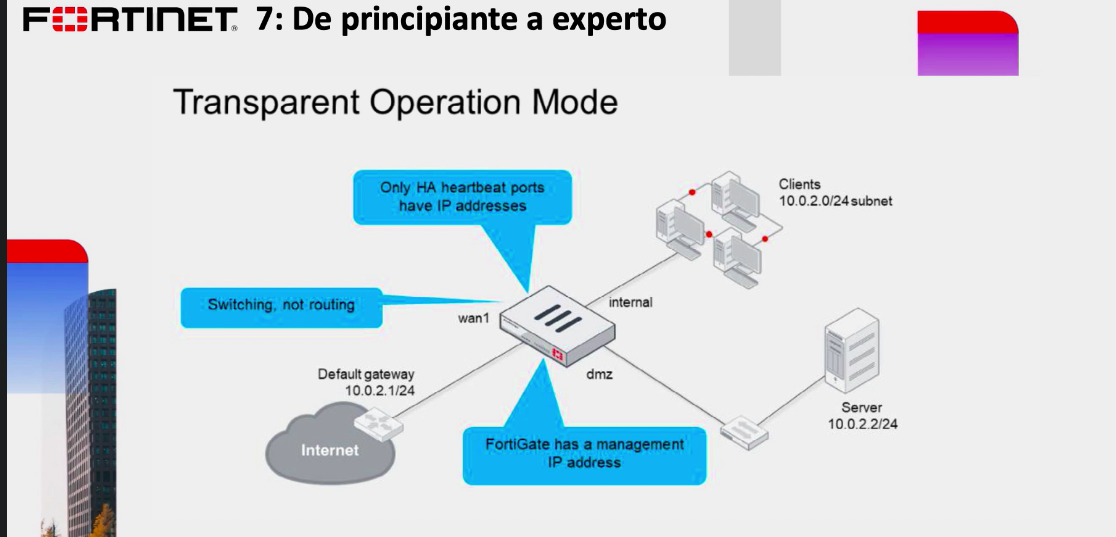 FORTINET® 7: De principiante a experto
Transparent Operation Mode
Only HA heartbeat ports
have IP addresses
Clients
10.0.2.0/24 subnet
Switching, not routing
internal
wan1
Default gateway
10.0.2.1/24
dmz
Internet
FortiGate has a management
IP address
Server
10.0.2.2/24